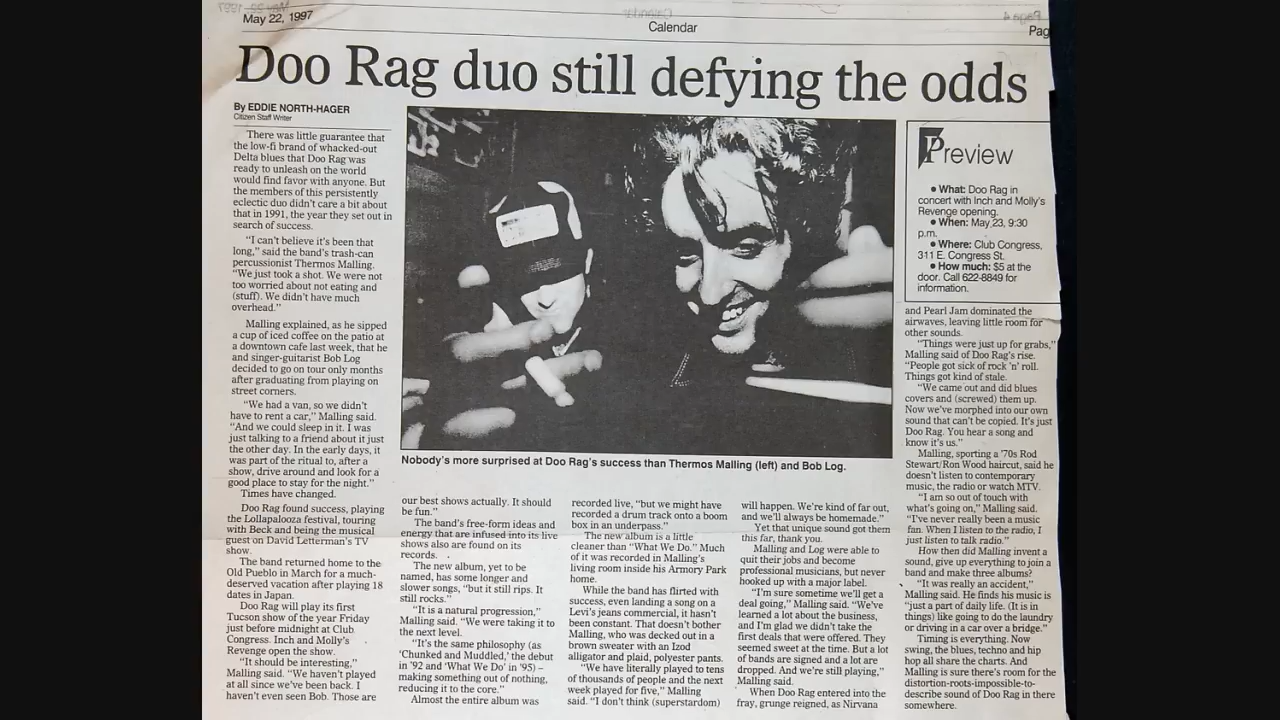 May 22, 1997
Calendar
Pag
Doo Rag duo still defying the odds
By EDDIE NORTH-HAGER
Citizen Staff Writer
There was little guarantee that
the low-fi brand of whacked-out
Delta blues that Doo Rag was
ready to unleash on the world
would find favor with anyone. But
the members of this persistently
eclectic duo didn't care a bit about
that in 1991, the year they set out in
search of success.
"I can't believe it's been that
long," said the band's trash-can
percussionist Thermos Malling.
"We just took a shot. We were not
too worried about not eating and
(stuff). We didn't have much
overhead."
Malling explained, as he sipped
a cup of iced coffee on the patio at
a downtown cafe last week, that he
and singer-guitarist Bob Log
decided to go on tour only months
after graduating from playing on
street corners.
"We had a van, so we didn't
have to rent a car," Malling said.
"And we could sleep in it. I was
just talking to a friend about it just
the other day. In the early days, it
was part of the ritual to, after a
show, drive around and look for a
good place to stay for the night."
Times have changed.
Doo Rag found success, playing
the Lollapalooza festival, touring
with Beck and being the musical
guest on David Letterman's TV
show.
The band returned home to the
Old Pueblo in March for a much-
deserved vacation after playing 18
dates in Japan.
Doo Rag will play its first
Tucson show of the year Friday
just before midnight at Club
Congress. Inch and Molly's
Revenge open the show.
"It should be interesting,"
Malling said. "We haven't played
at all since we've been back. I
haven't even seen Bob. Those are
Nobody's more surprised at Doo Rag's success than Thermos Malling (left) and Bob Log.
our best shows actually. It should
be fun."
The band's free-form ideas and
energy that are infused into its live
shows also are found on its
records.
The new album, yet to be
named, has some longer and
slower songs, "but it still rips. It
still rocks."
"It is a natural progression,"
Malling said. "We were taking it to
the next level.
"It's the same philosophy (as
'Chunked and Muddled,' the debut
in '92 and 'What We Do' in '95) –
making something out of nothing,
reducing it to the core."
Almost the entire album was
recorded live, "but we might have
recorded a drum track onto a boom
box in an underpass."
The new album is a little
cleaner than "What We Do." Much
of it was recorded in Malling's
living room inside his Armory Park
home.
While the band has flirted with
success, even landing a song on a
Levi's jeans commercial, it hasn't
been constant. That doesn't bother
Malling, who was decked out in a
brown sweater with an Izod
alligator and plaid, polyester pants.
"We have literally played to tens
of thousands of people and the next
week played for five," Malling
said. "I don't think (superstardom)
will happen. We're kind of far out,
and we'll always be homemade."
Yet that unique sound got them
this far, thank you.
Malling and Log were able to
quit their jobs and become
professional musicians, but never
hooked up with a major label.
"I'm sure sometime we'll get a
deal going," Malling said. "We've
learned a lot about the business,
and I'm glad we didn't take the
first deals that were offered. They
seemed sweet at the time. But a lot
of bands are signed and a lot are
dropped. And we're still playing,"
Malling said.
When Doo Rag entered into the
fray, grunge reigned, as Nirvana
Preview
• What: Doo Rag in
concert with Inch and Molly's
Revenge opening.
• When: May 23, 9:30
p.m.
• Where: Club Congress,
311 E. Congress St.
• How much: $5 at the
door. Call 622-8849 for
information.
and Pearl Jam dominated the
airwaves, leaving little room for
other sounds.
"Things were just up for grabs,"
Malling said of Doo Rag's rise.
"People got sick of rock 'n' roll.
Things got kind of stale.
"We came out and did blues
covers and (screwed) them up.
Now we've morphed into our own
sound that can't be copied. It's just
Doo Rag. You hear a song and
know it's us."
Malling, sporting a '70s Rod
Stewart/Ron Wood haircut, said he
doesn't listen to contemporary
music, the radio or watch MTV.
"I am so out of touch with
what's going on," Malling said.
"I've never really been a music
fan. When I listen to the radio, I
just listen to talk radio."
How then did Malling invent a
sound, give up everything to join a
band and make three albums?
"It was really an accident,"
Malling said. He finds his music is
"just a part of daily life. (It is in
things) like going to do the laundry
or driving in a car over a bridge."
Timing is everything. Now
swing, the blues, techno and hip
hop all share the charts. And
Malling is sure there's room for the
distortion-roots-impossible-to-
describe sound of Doo Rag in there
somewhere.